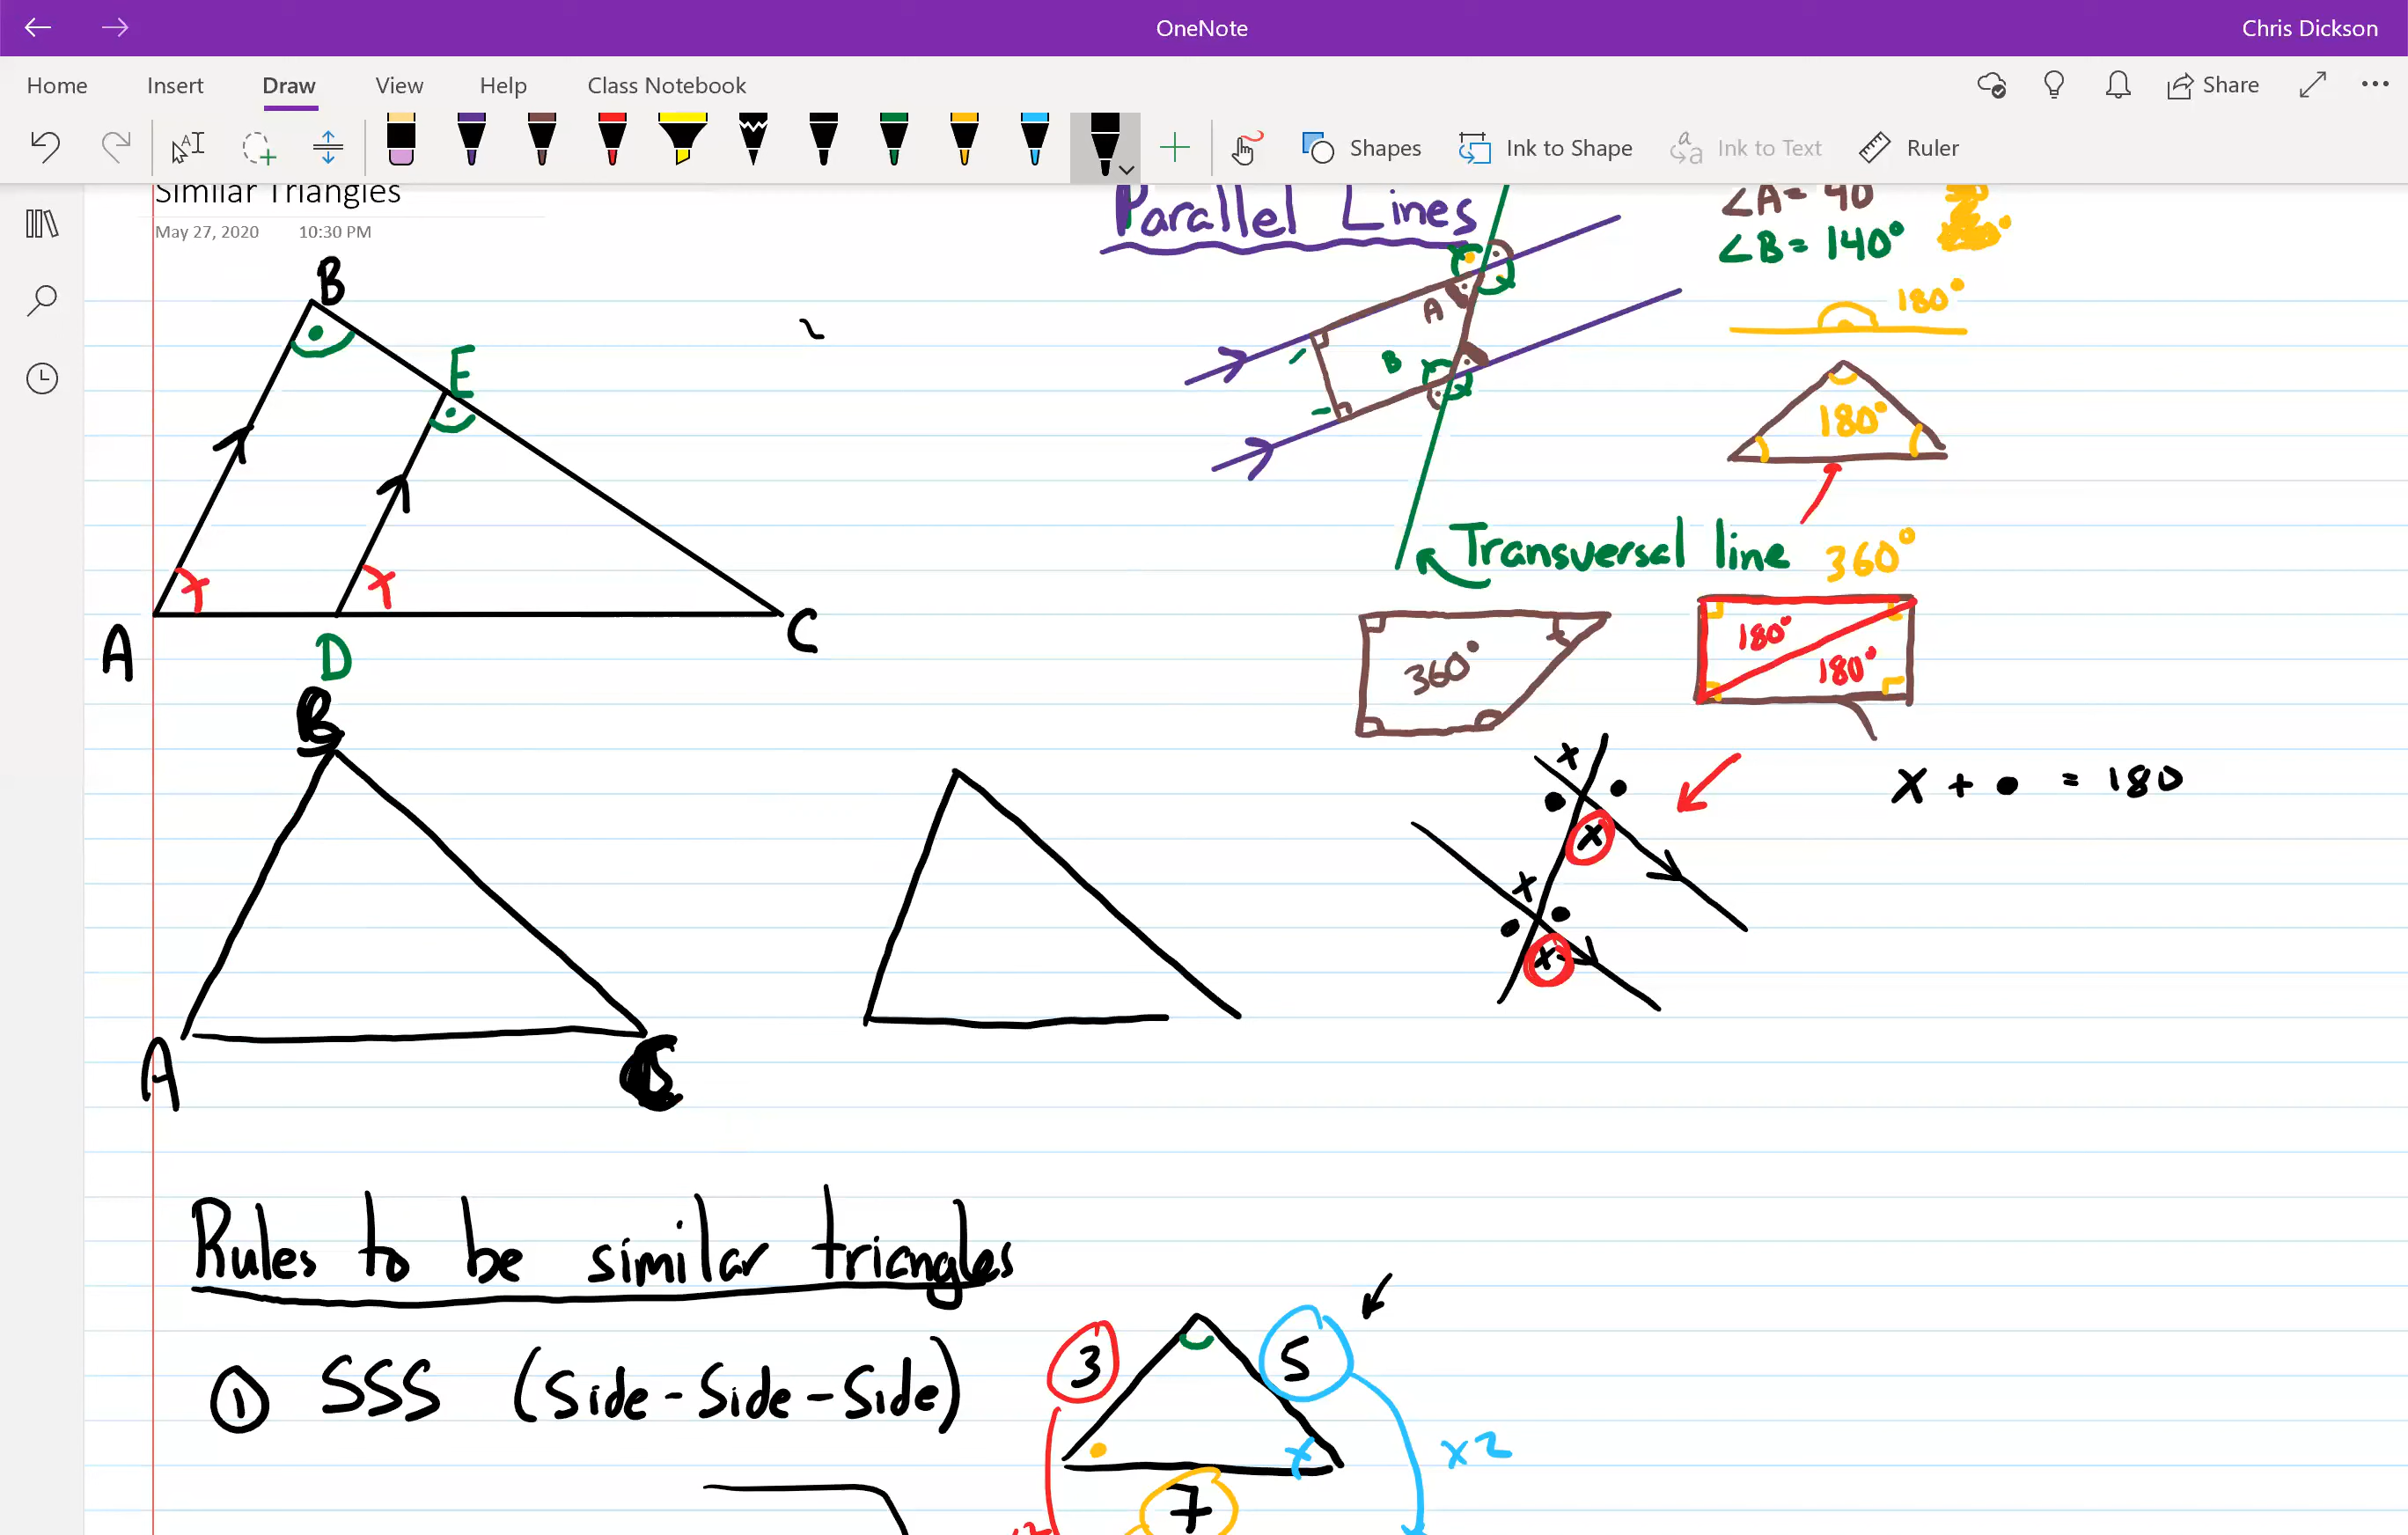 OneNote
Chris Dickson
Home Insert Draw View Help Class Notebook
Share
Shapes Ink to Shape Ink to Text Ruler
Similar Triangles
May 27, 2020 10:30 PM
Parallel Lines
∠A = 40
∠B = 140°
180°
B
E
A
B
180°
Transversal line
360°
x
x
A
D
C
360°
180°
180°
B
x
x
x
x
x + • = 180
A
C
Rules to be similar triangles
① SSS (Side-Side-Side)
3
5
x
x2
7